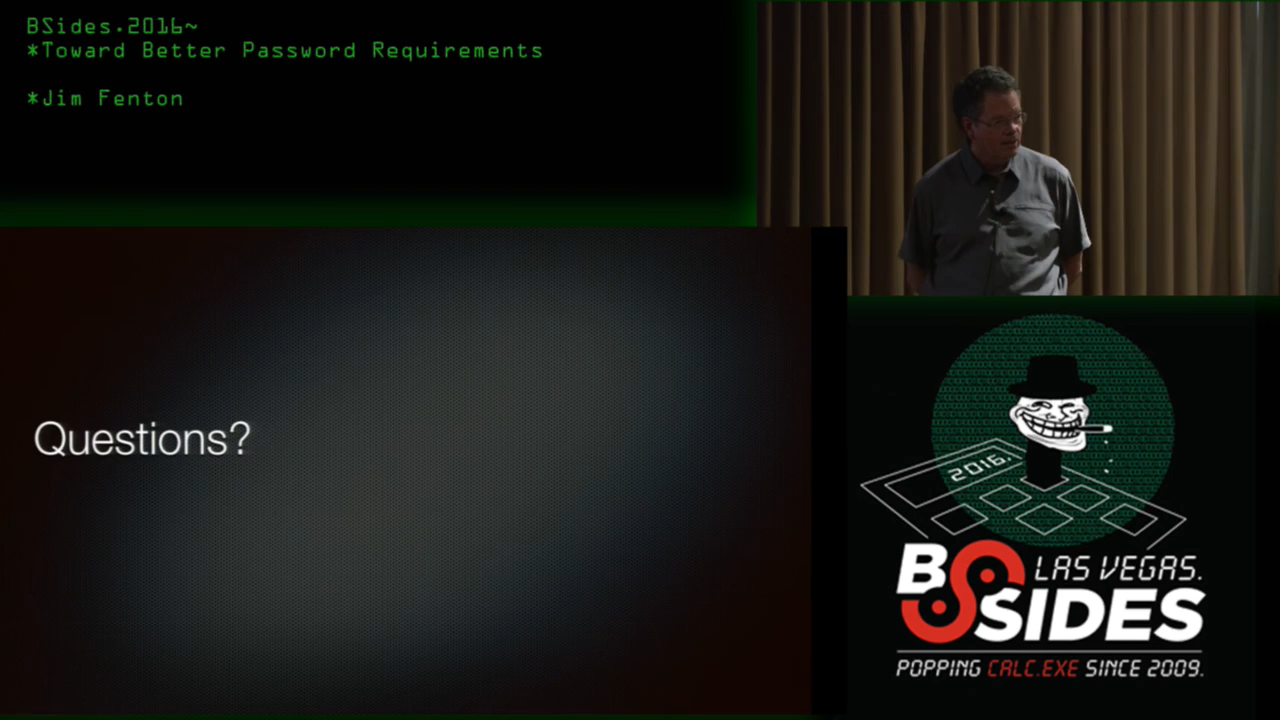 BSides.2016~
*Toward Better Password Requirements
*Jim Fenton
Questions?
2016.
BSIDES
LAS VEGAS.
POPPING CALC.EXE SINCE 2009.